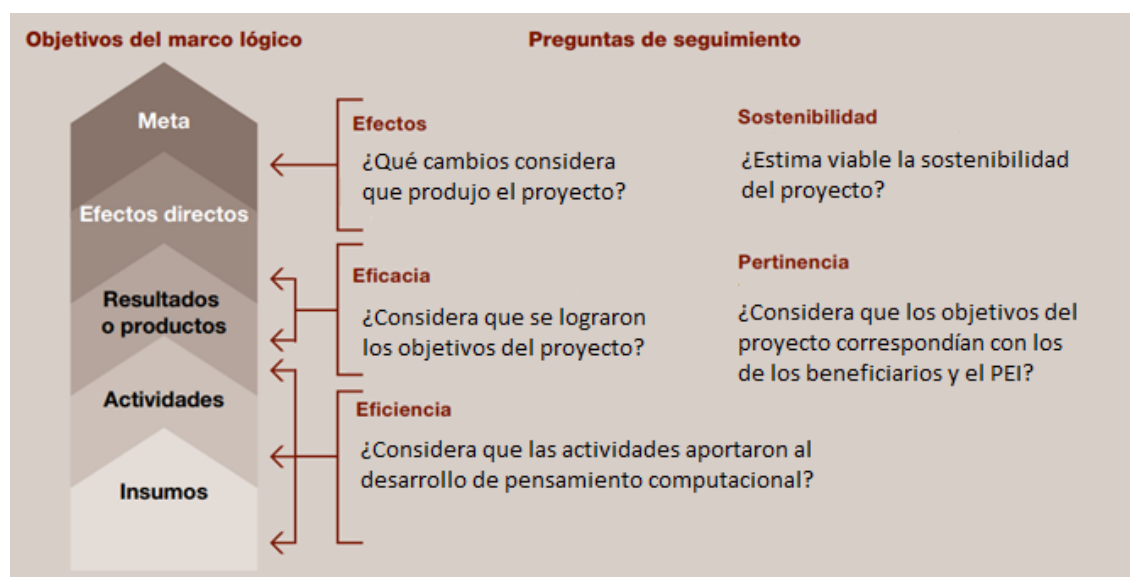 Objetivos del marco lógico
Preguntas de seguimiento
Meta
Efectos directos
Resultados
o productos
Actividades
Insumos
Efectos
¿Qué cambios considera
que produjo el proyecto?
Sostenibilidad
¿Estima viable la sostenibilidad
del proyecto?
Eficacia
¿Considera que se lograron
los objetivos del proyecto?
Pertinencia
¿Considera que los objetivos del
proyecto correspondían con los
de los beneficiarios y el PEI?
Eficiencia
¿Considera que las actividades aportaron al
desarrollo de pensamiento computacional?